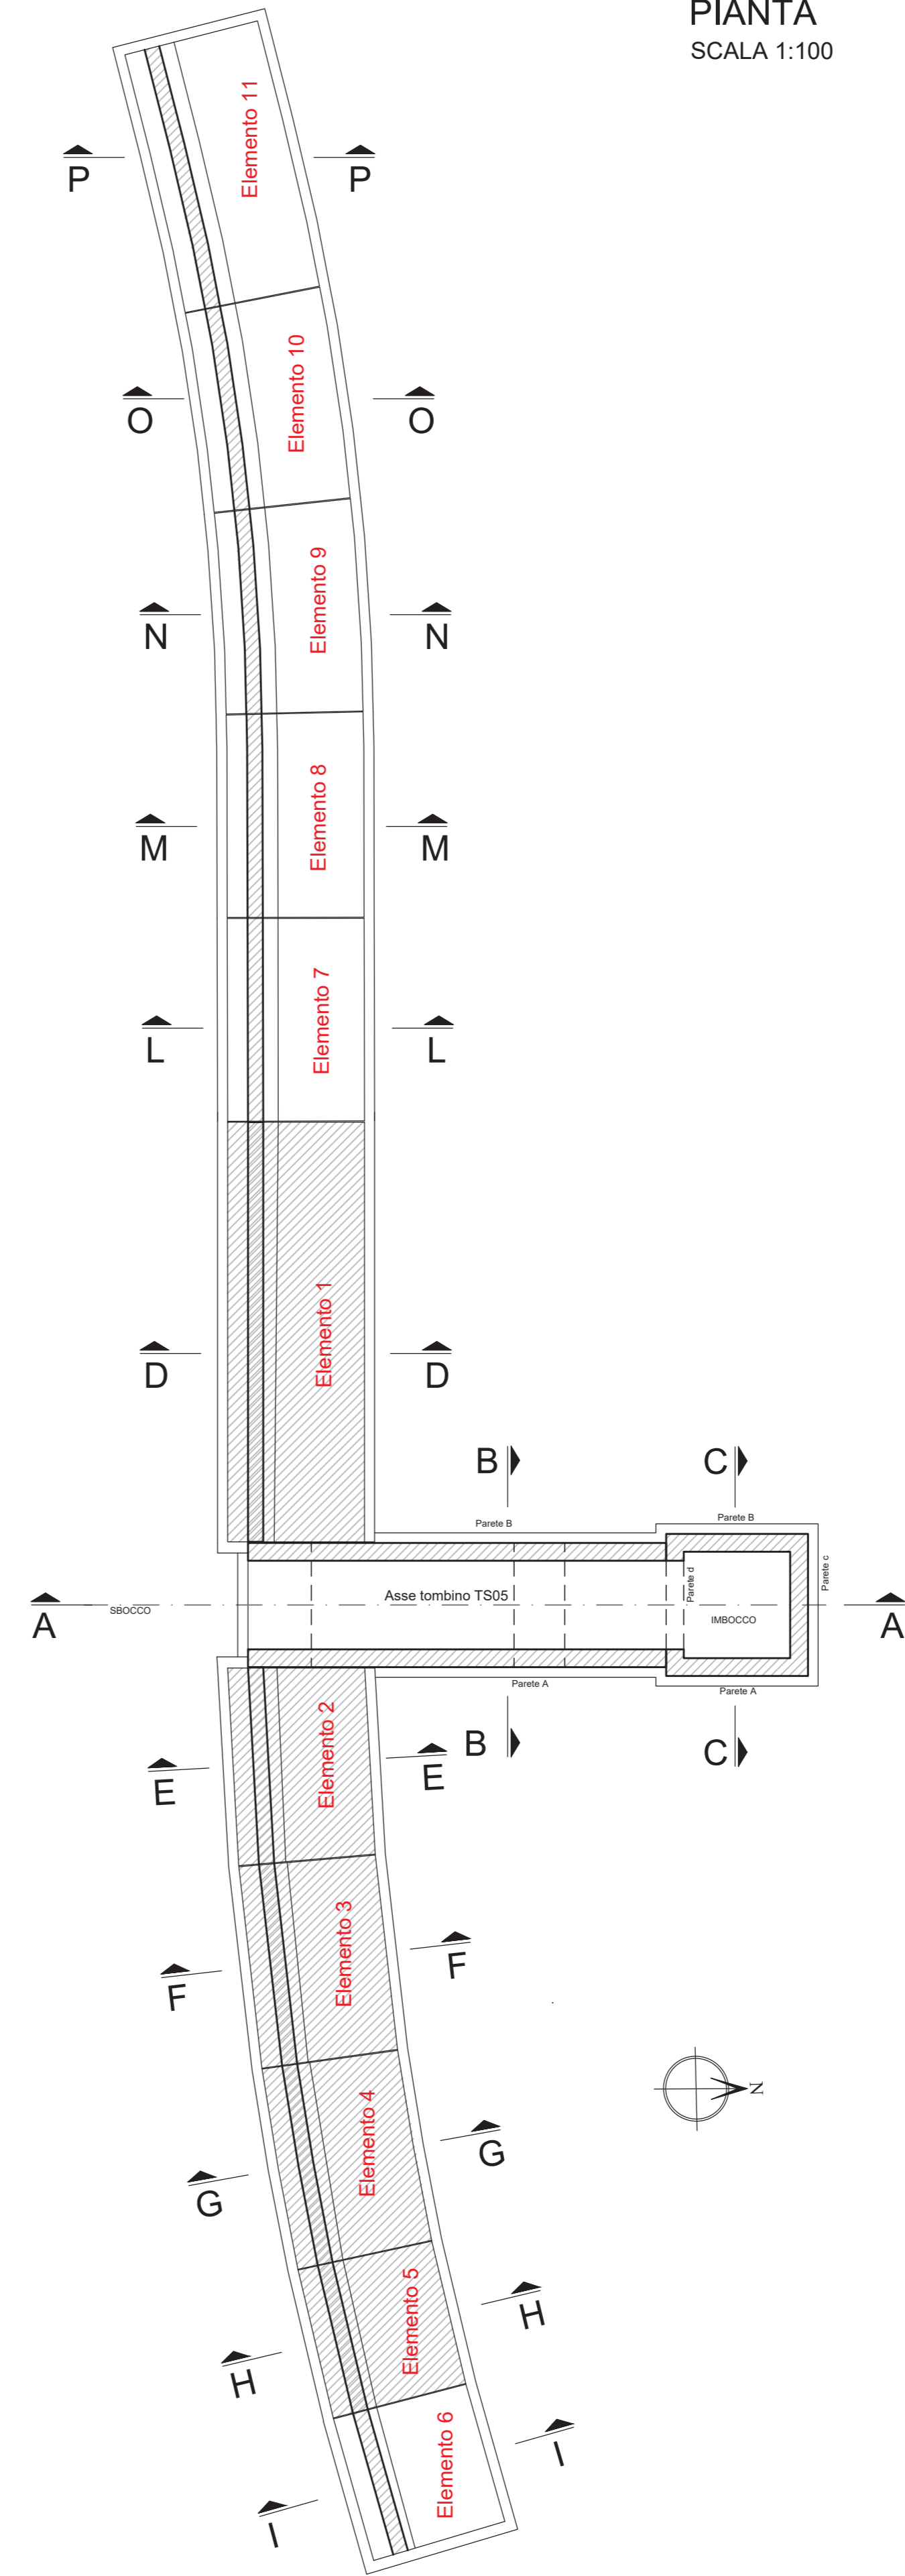 PIANTA
SCALA 1:100
Elemento 11
P P
Elemento 10
O O
Elemento 9
N N
Elemento 8
M M
Elemento 7
L L
Elemento 1
D D
B C
Parete B
Parete B
Parete c
Parete d
Asse tombino TS05
A SBOCCO IMBOCCO A
Parete A
Parete A
B C
Elemento 2
E E
Elemento 3
F F
N
Elemento 4
G G
Elemento 5
H H
Elemento 6
I I